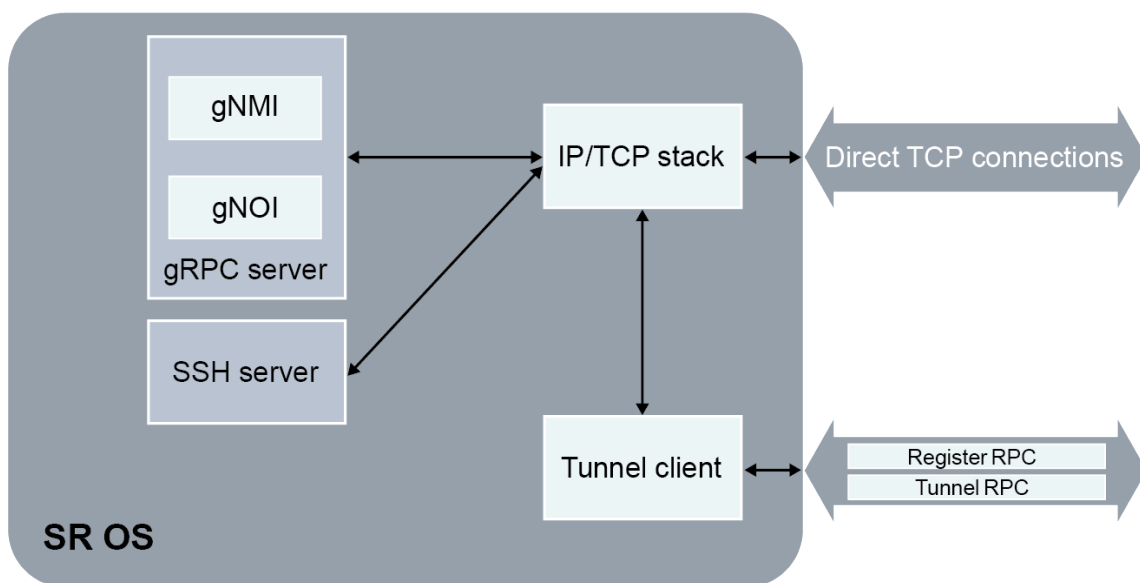 gNMI
gNOI
gRPC server
SSH server
IP/TCP stack
Direct TCP connections
Tunnel client
Register RPC
Tunnel RPC
SR OS